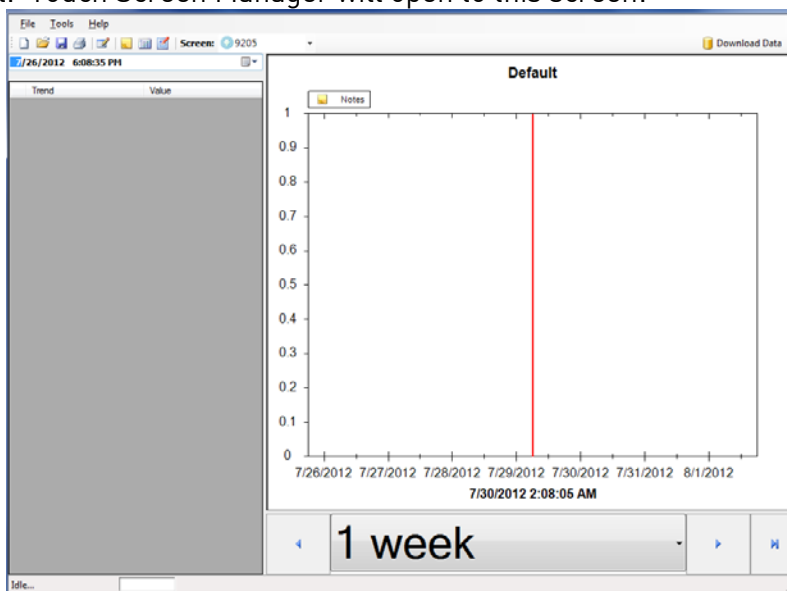 Touch Screen Manager will open to this screen.
File Tools Help
Screen: 9205 Download Data
7/26/2012 6:08:35 PM
Trend Value
Default
Notes
1
0.9
0.8
0.7
0.6
0.5
0.4
0.3
0.2
0.1
0
7/26/2012 7/27/2012 7/28/2012 7/29/2012 7/30/2012 7/31/2012 8/1/2012
7/30/2012 2:08:05 AM
1 week
Idle...